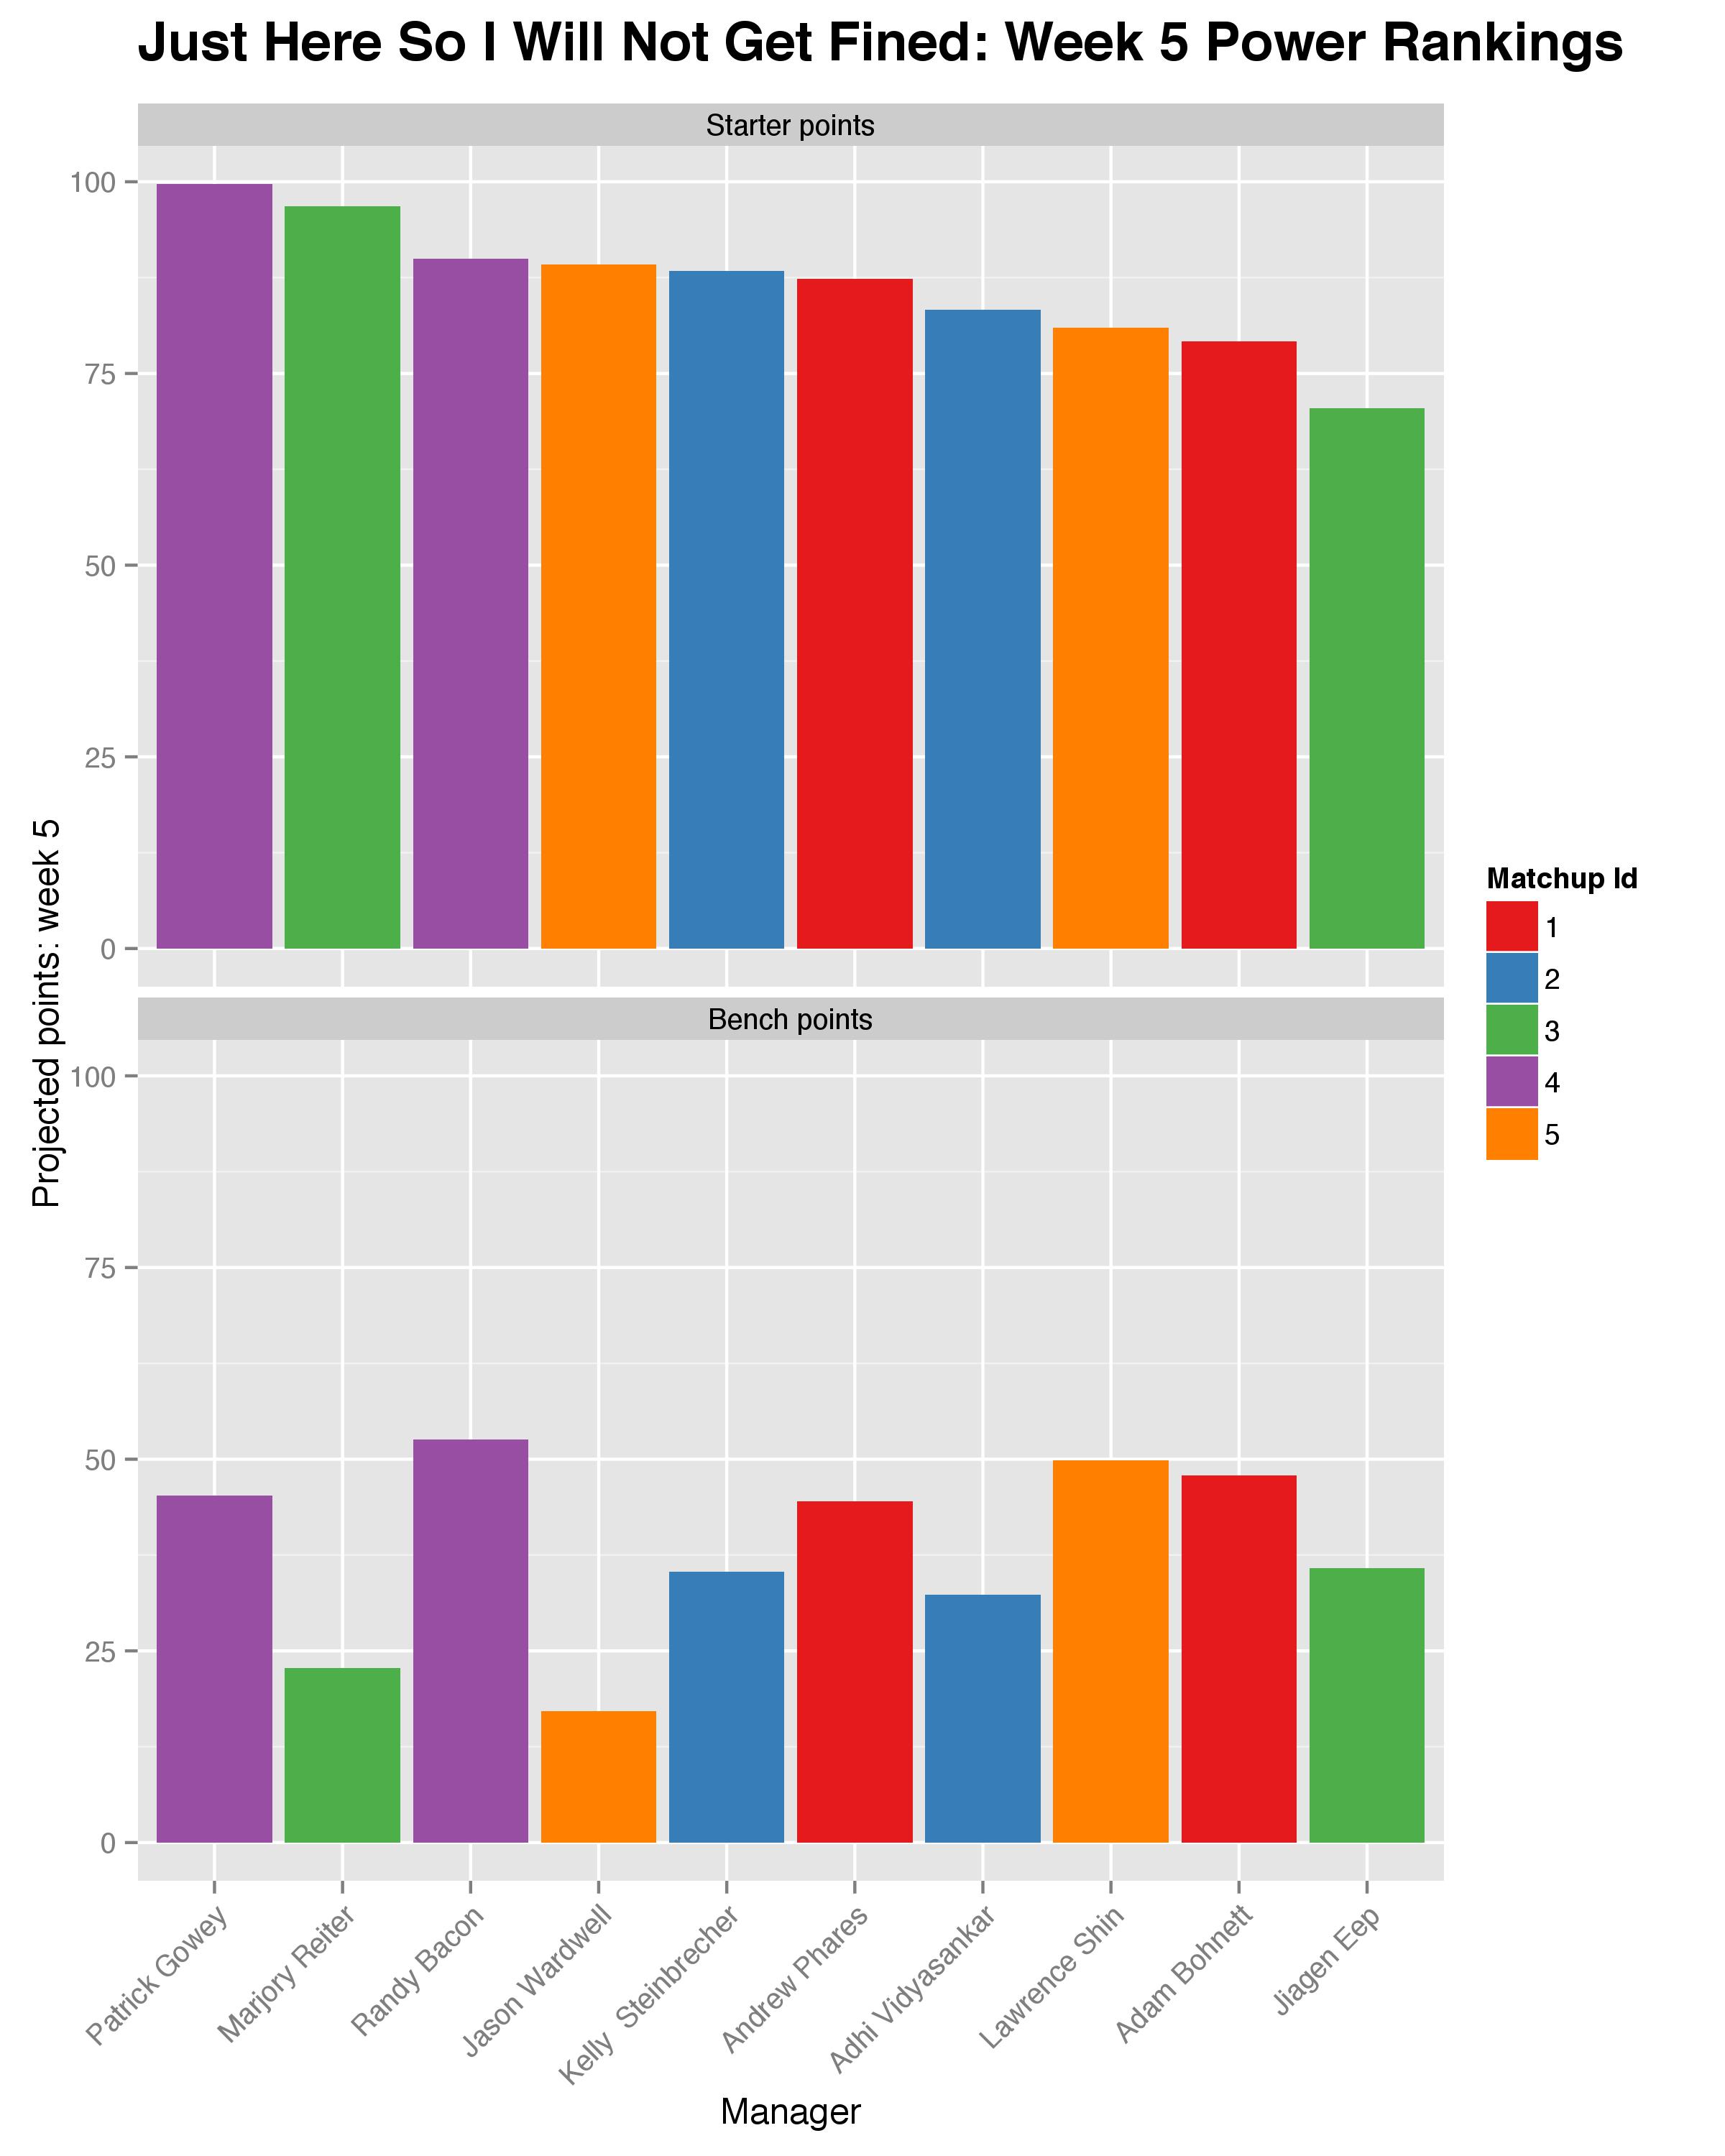 Just Here So I Will Not Get Fined: Week 5 Power Rankings
Starter points
100
75
50
25
0
Projected points: week 5
Bench points
100
75
50
25
0
Patrick Gowey
Marjory Reiter
Randy Bacon
Jason Wardwell
Kelly  Steinbrecher
Andrew Phares
Adhi Vidyasankar
Lawrence Shin
Adam Bohnett
Jiagen Eep
Manager
Matchup Id
1
2
3
4
5